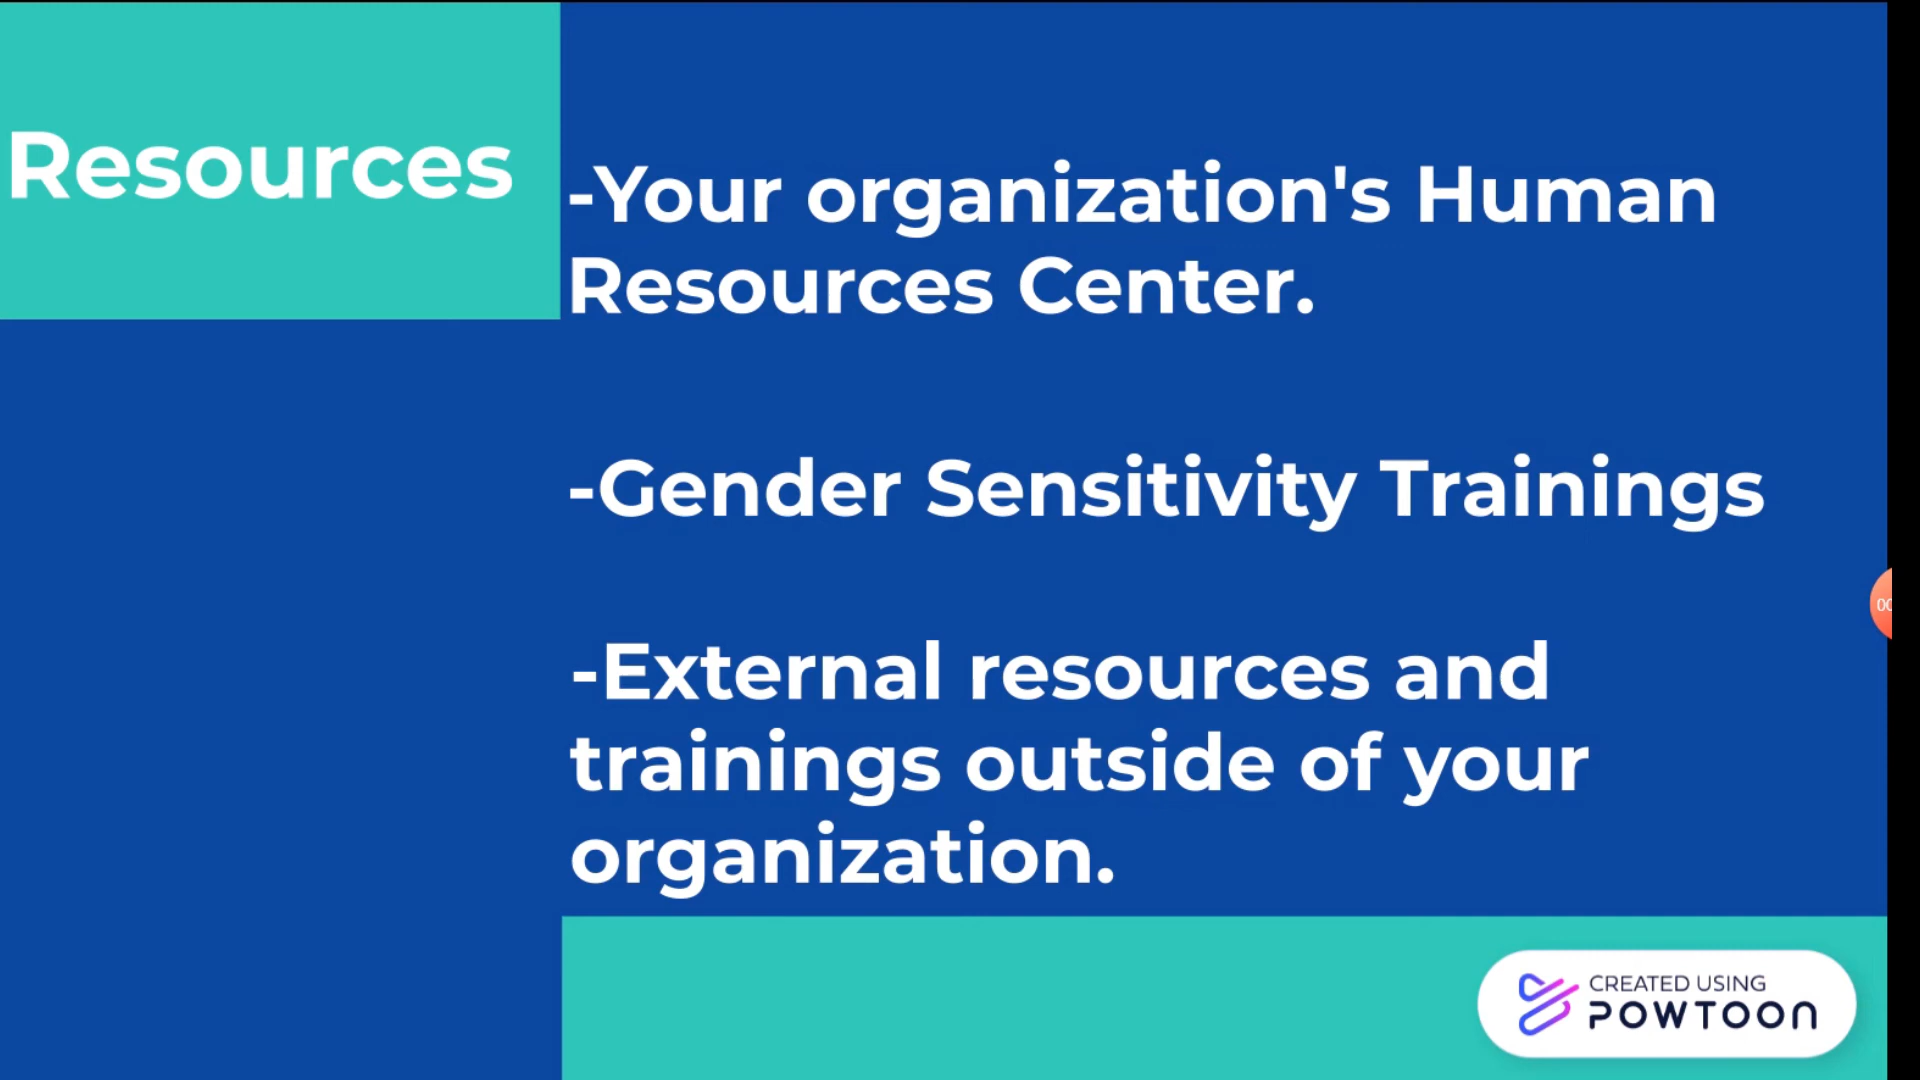 Resources
-Your organization's Human
Resources Center.
-Gender Sensitivity Trainings
-External resources and
trainings outside of your
organization.
00
CREATED USING
POWTOON